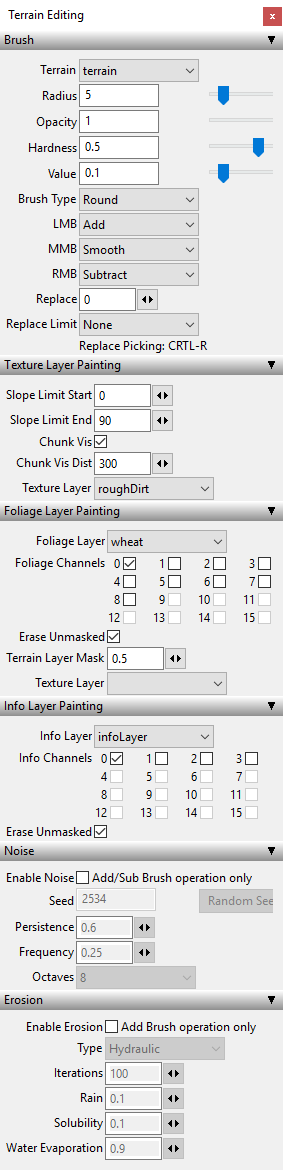 Terrain Editing x
Brush
Terrain terrain
Radius 5
Opacity 1
Hardness 0.5
Value 0.1
Brush Type Round
LMB Add
MMB Smooth
RMB Subtract
Replace 0
Replace Limit None
Replace Picking: CRTL-R
Texture Layer Painting
Slope Limit Start 0
Slope Limit End 90
Chunk Vis
Chunk Vis Dist 300
Texture Layer roughDirt
Foliage Layer Painting
Foliage Layer wheat
Foliage Channels 0 1 2 3
4 5 6 7
8 9 10 11
12 13 14 15
Erase Unmasked
Terrain Layer Mask 0.5
Texture Layer
Info Layer Painting
Info Layer infoLayer
Info Channels 0 1 2 3
4 5 6 7
8 9 10 11
12 13 14 15
Erase Unmasked
Noise
Enable Noise Add/Sub Brush operation only
Seed 2534 Random See
Persistence 0.6
Frequency 0.25
Octaves 8
Erosion
Enable Erosion Add Brush operation only
Type Hydraulic
Iterations 100
Rain 0.1
Solubility 0.1
Water Evaporation 0.9